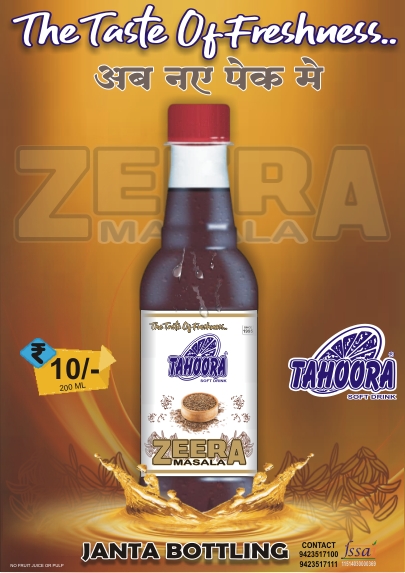 The Taste Of Freshness..
अब नए पेक मे
ZEERA
MASALA
The Taste Of Freshness..
TAHOORA
SOFT DRINK
ZEERA
MASALA
₹ 10/-
200 ML
TAHOORA
SOFT DRINK
JANTA BOTTLING
CONTACT
9423517100
9423517111
fssai
NO FRUIT JUICE OR PULP